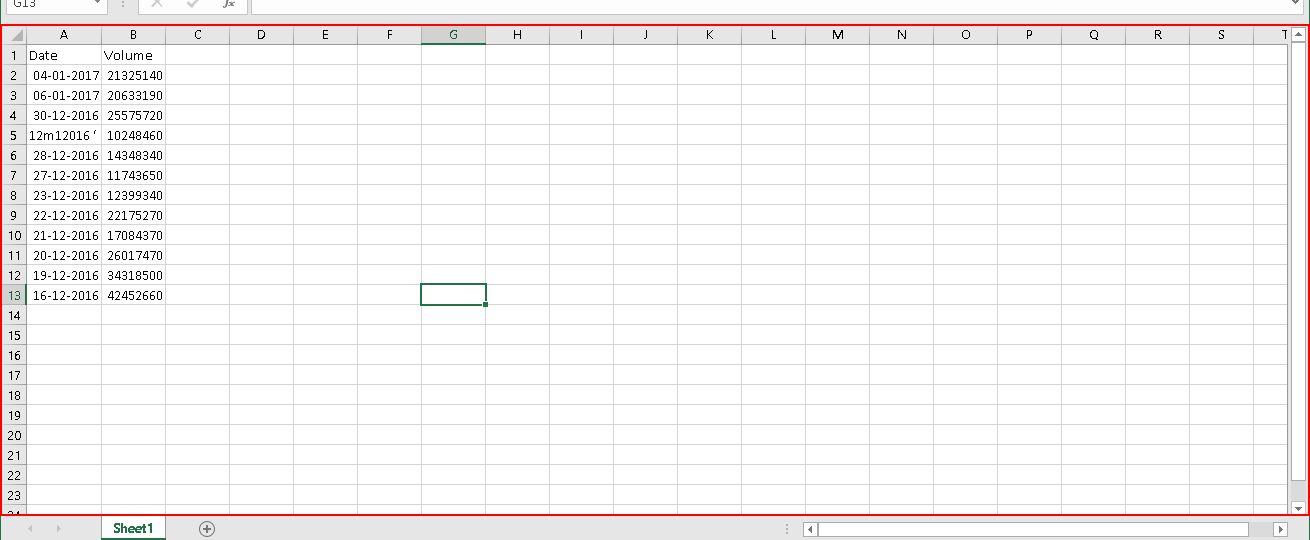 G13 fx
A B C D E F G H I J K L M N O P Q R S T
1 Date Volume
2 04-01-2017 21325140
3 06-01-2017 20633190
4 30-12-2016 25575720
5 12m12016 ‘ 10248460
6 28-12-2016 14348340
7 27-12-2016 11743650
8 23-12-2016 12399340
9 22-12-2016 22175270
10 21-12-2016 17084370
11 20-12-2016 26017470
12 19-12-2016 34318500
13 16-12-2016 42452660
14
15
16
17
18
19
20
21
22
23
24
Sheet1